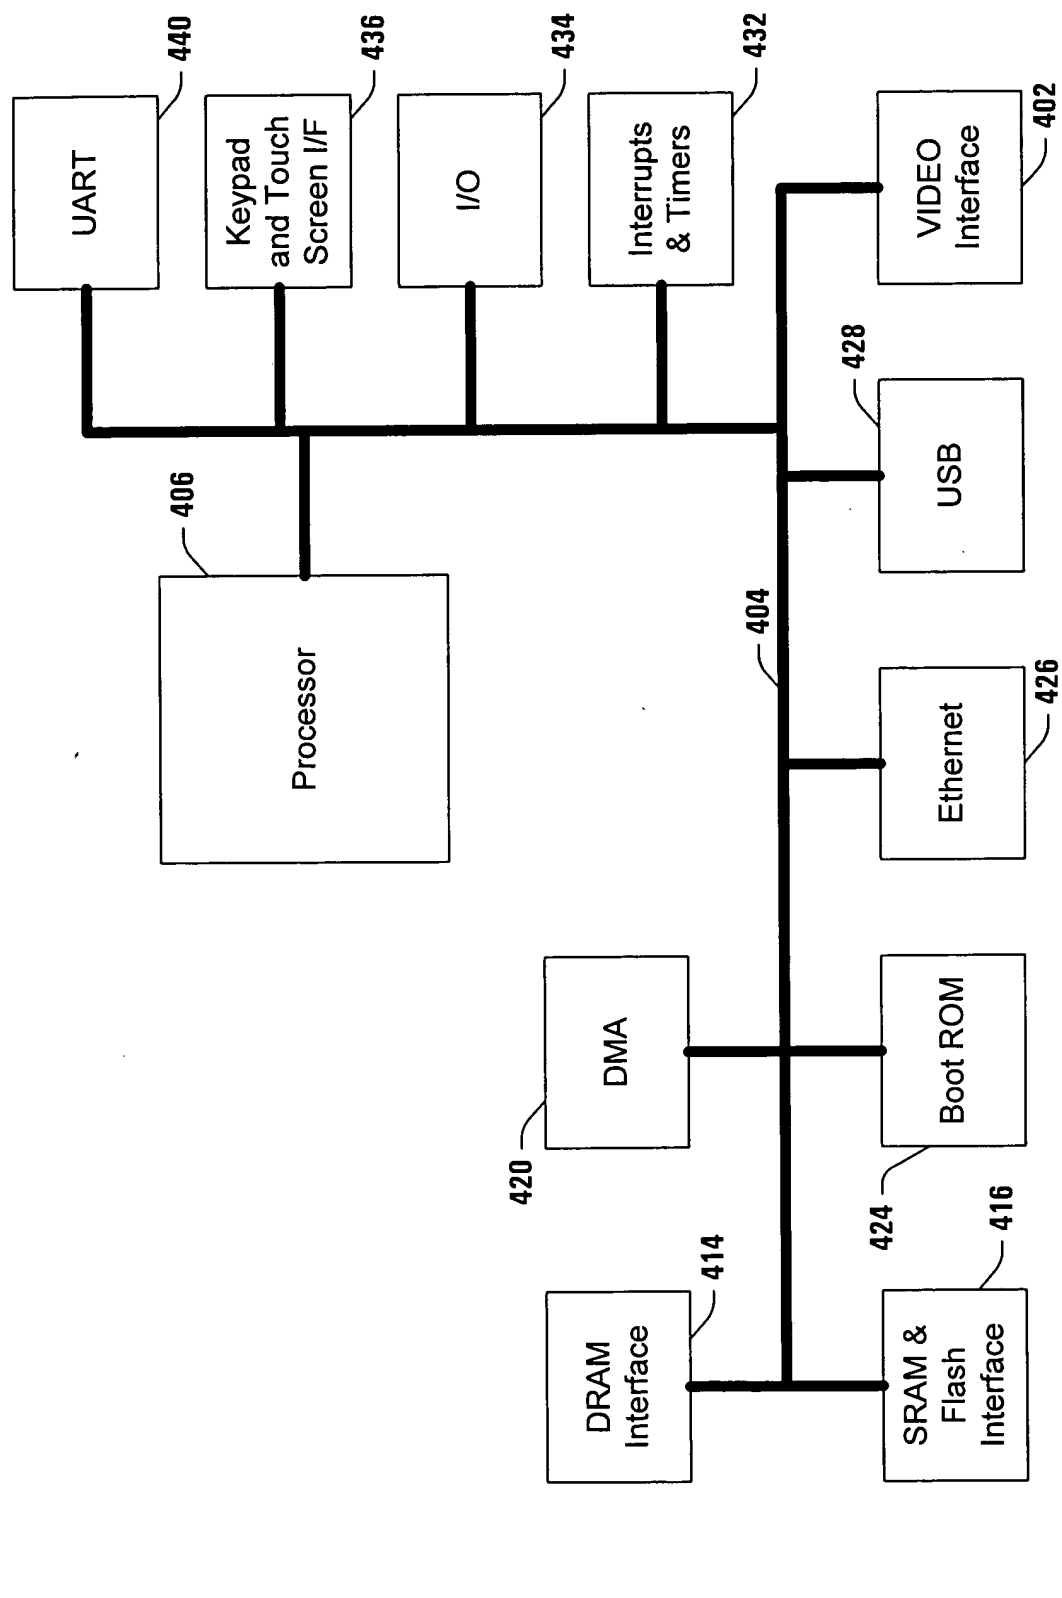 DRAM
Interface
414
DMA
420
Processor
406
UART
440
Keypad
and Touch
Screen I/F
436
I/O
434
Interrupts
& Timers
432
404
SRAM &
Flash
Interface
416
Boot ROM
424
Ethernet
426
USB
428
VIDEO
Interface
402